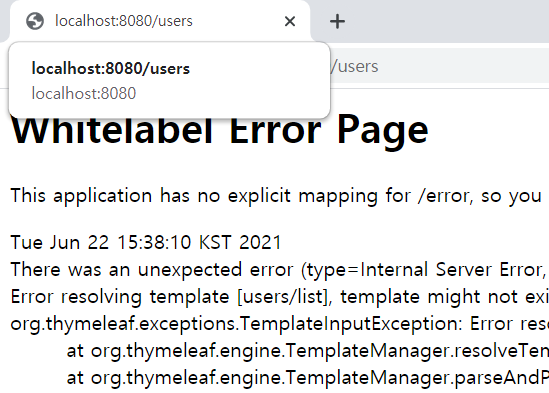 localhost:8080/users
localhost:8080/users
localhost:8080
/users
Whitelabel Error Page
This application has no explicit mapping for /error, so you
Tue Jun 22 15:38:10 KST 2021
There was an unexpected error (type=Internal Server Error,
Error resolving template [users/list], template might not exi
org.thymeleaf.exceptions.TemplateInputException: Error reso
at org.thymeleaf.engine.TemplateManager.resolveTem
at org.thymeleaf.engine.TemplateManager.parseAndP